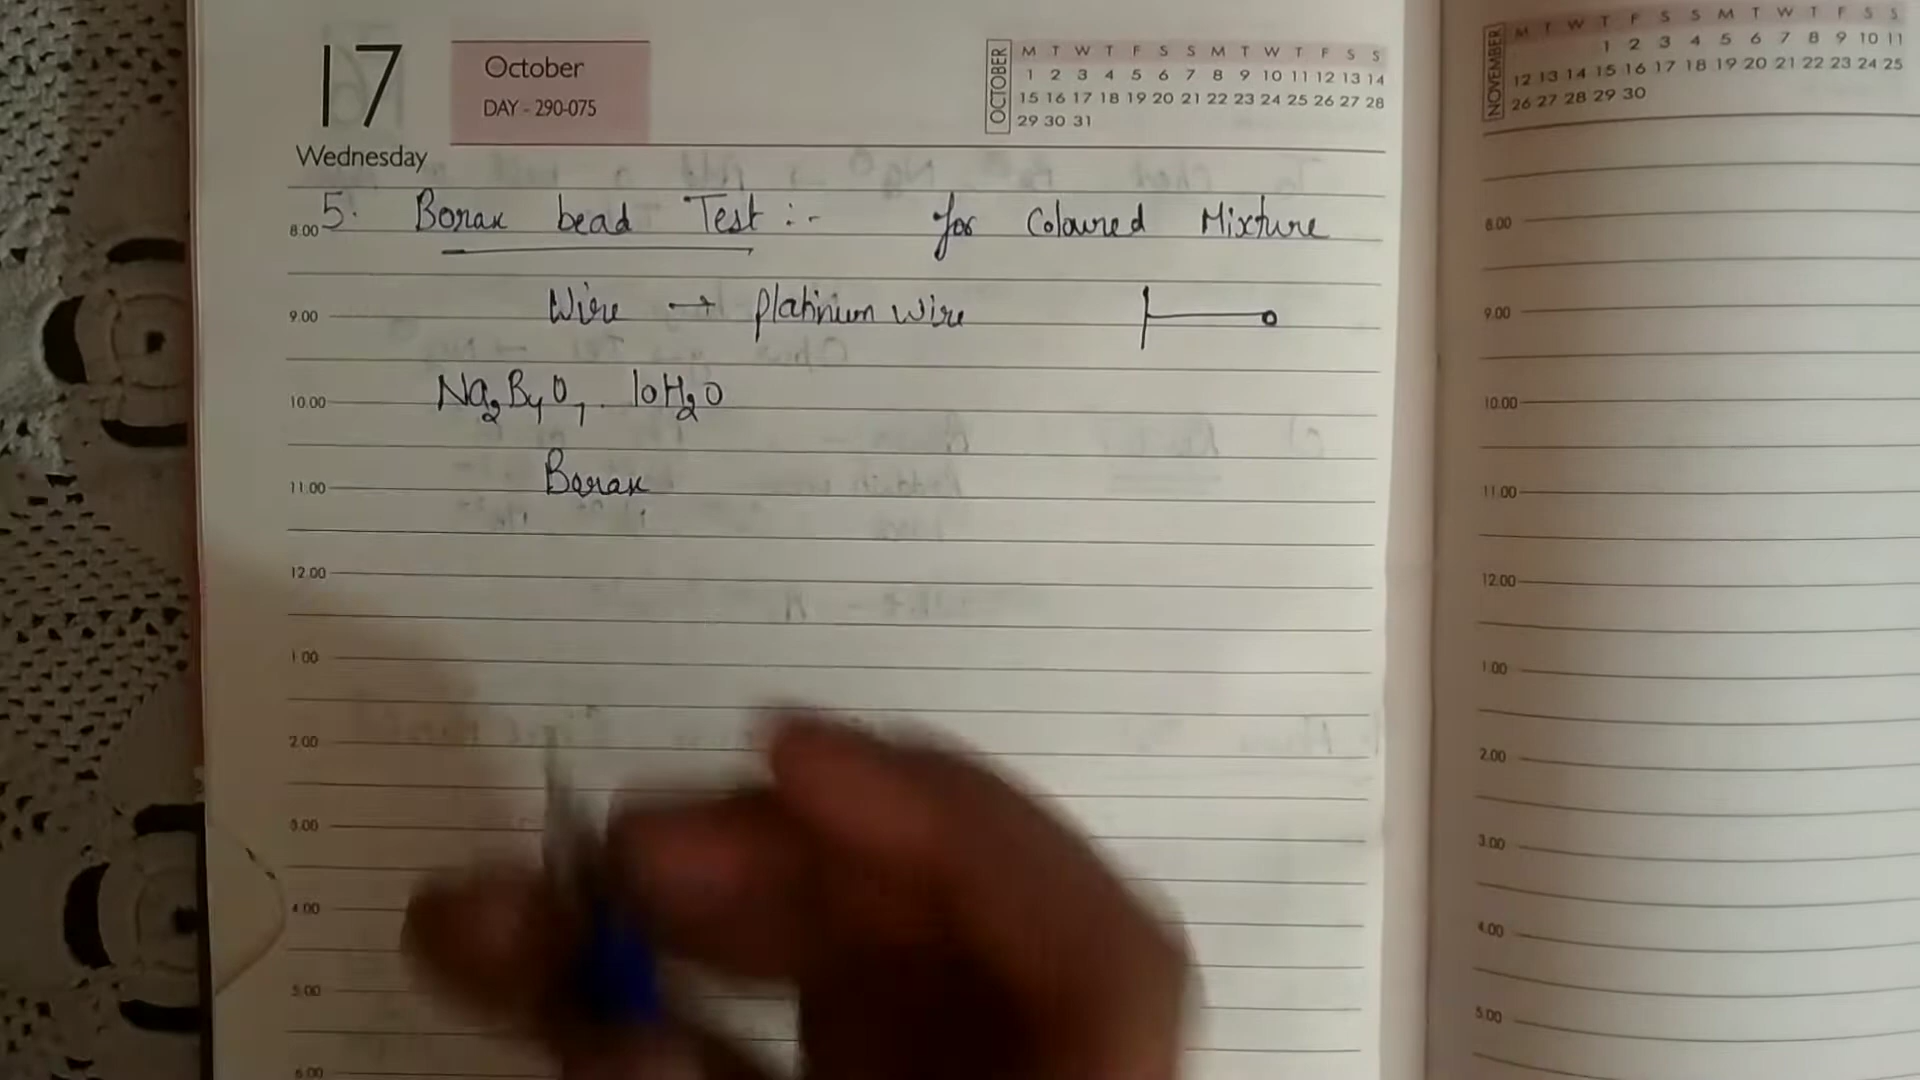 17
October
DAY - 290-075
Wednesday
OCTOBER
M T W T F S S M T W T F S S
1 2 3 4 5 6 7 8 9 10 11 12 13 14
15 16 17 18 19 20 21 22 23 24 25 26 27 28
29 30 31
5. Borax bead Test :- for Coloured Mixture
8.00
Wire → Platinium Wire
9.00
Na2B4O7. 10H2O
10.00
Borax
11.00
12.00
1.00
2.00
3.00
4.00
5.00
6.00
NOVEMBER
M T W T F S S M T W T F S S
1 2 3 4 5 6 7 8 9 10 11
12 13 14 15 16 17 18 19 20 21 22 23 24 25
26 27 28 29 30
8.00
9.00
10.00
11.00
12.00
1.00
2.00
3.00
4.00
5.00